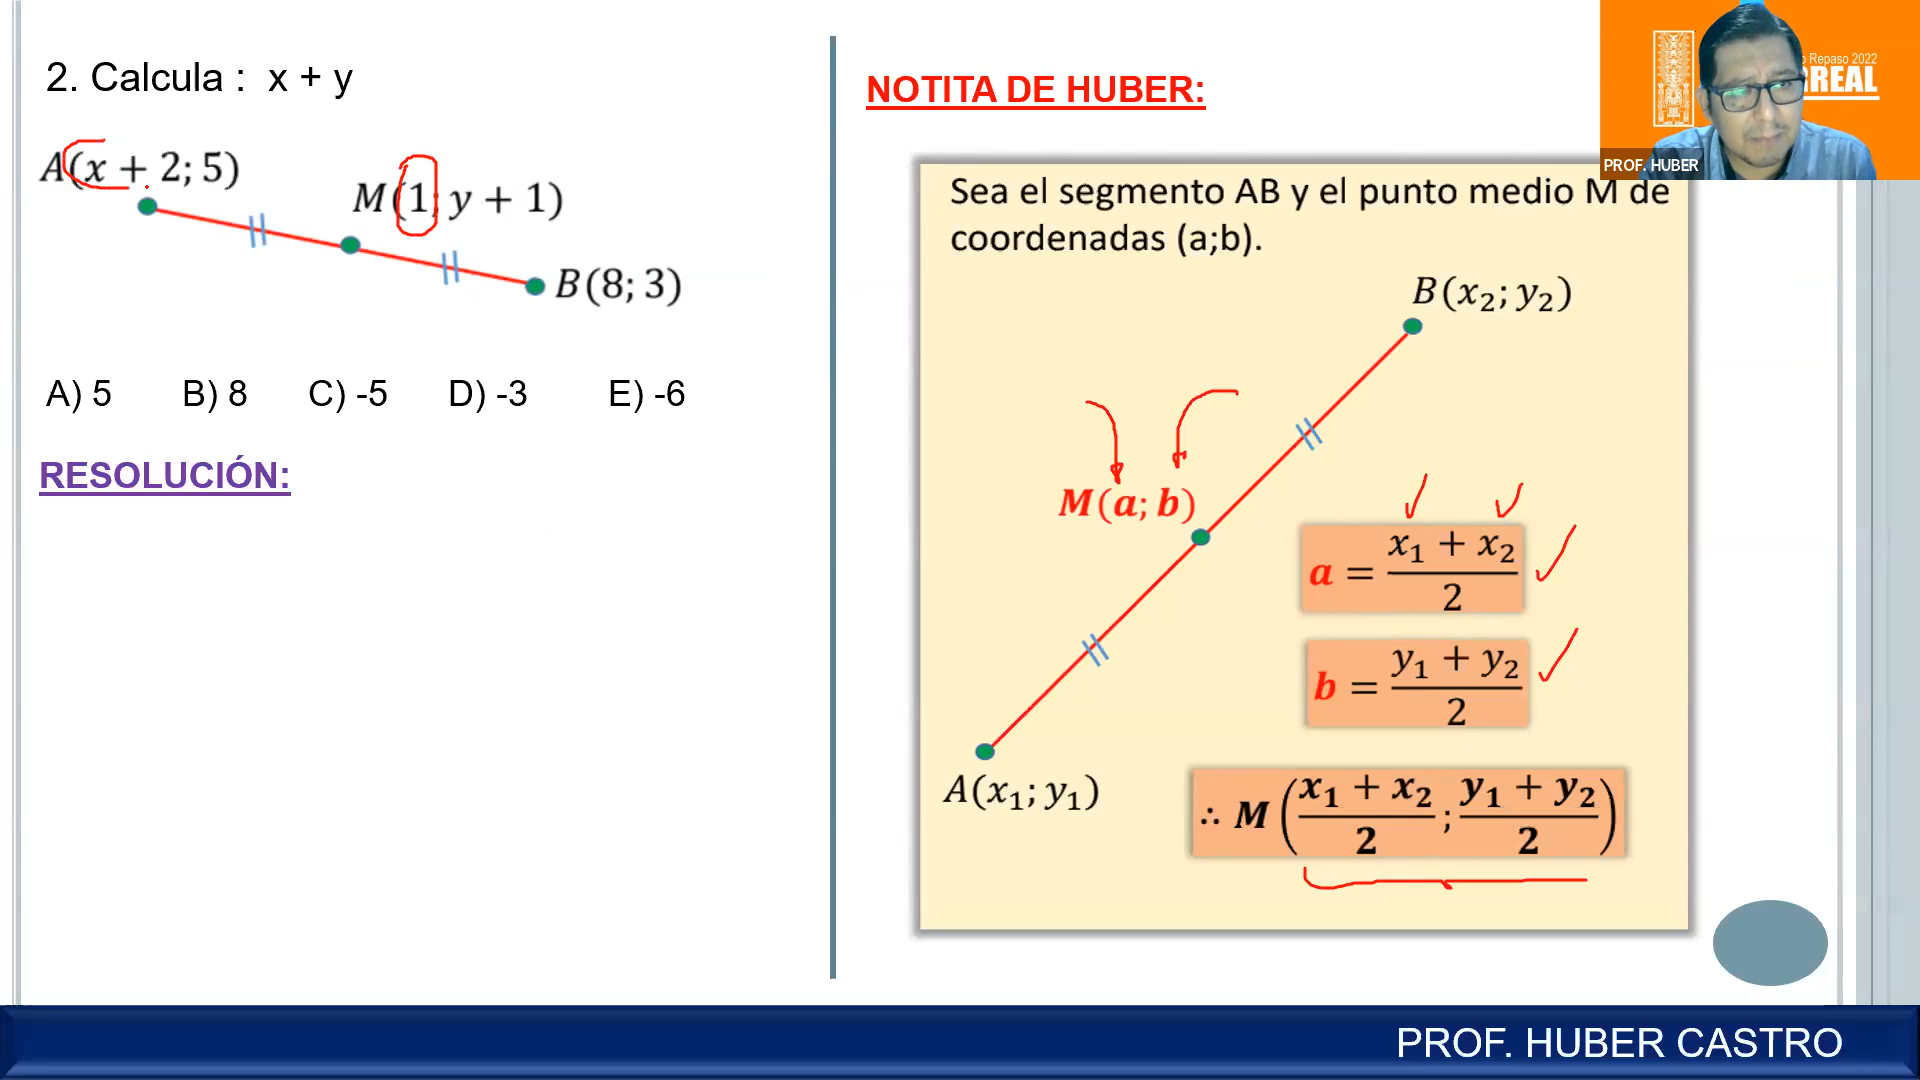 2. Calcula : x + y
A(x + 2; 5)
M(1; y + 1)
B(8; 3)
A) 5 B) 8 C) -5 D) -3 E) -6
RESOLUCIÓN:
NOTITA DE HUBER:
Sea el segmento AB y el punto medio M de
coordenadas (a;b).
B(x₂; y₂)
M(a; b)
a = (x₁ + x₂)/2
b = (y₁ + y₂)/2
A(x₁; y₁)
∴ M((x₁ + x₂)/2 ; (y₁ + y₂)/2)
Repaso 2022
PROF. HUBER
PROF. HUBER CASTRO